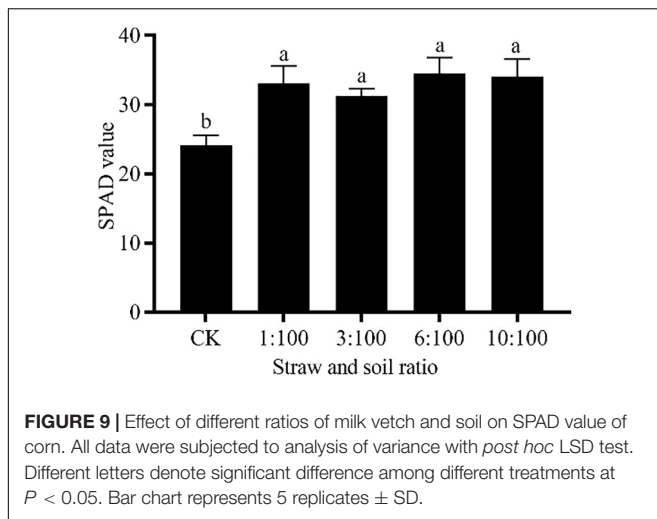 40
30
20
10
0
SPAD value
b
a
a
a
a
CK 1:100 3:100 6:100 10:100
Straw and soil ratio
FIGURE 9 | Effect of different ratios of milk vetch and soil on SPAD value of
corn. All data were subjected to analysis of variance with post hoc LSD test.
Different letters denote significant difference among different treatments at
P < 0.05. Bar chart represents 5 replicates ± SD.